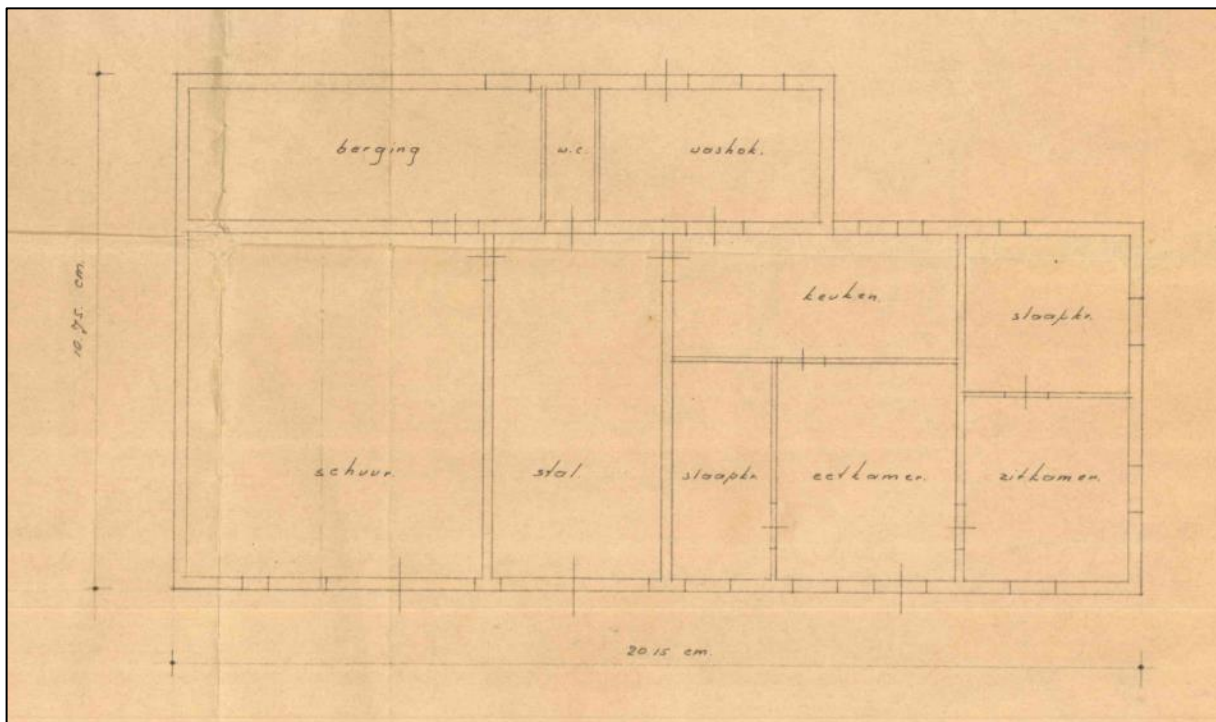 berging
w.c.
washok.
keuken.
slaapkr.
10.75 cm.
schuur.
stal.
slaapkr.
eetkamer.
zitkamer.
20.15 cm.